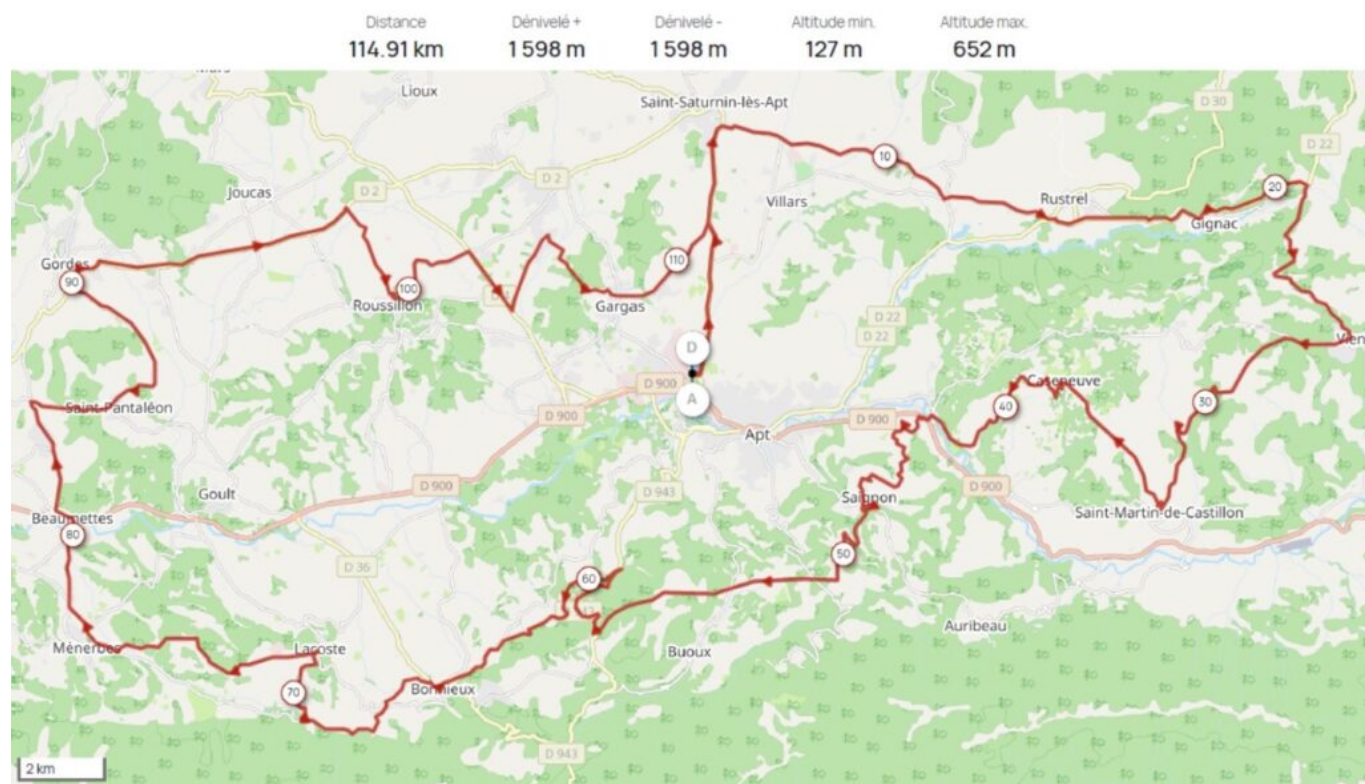 Distance Dénivelé + Dénivelé - Altitude min. Altitude max.
114.91 km 1 598 m 1 598 m 127 m 652 m
Lioux
Saint-Saturnin-lès-Apt
D 30
D 22
10
D 2
D 2
Joucas
Villars
Rustrel
20
Gignac
Gordes
90
110
100
Roussillon
Gargas
D 22
D 22
Vien
D
D 900
A
Caseneuve
30
40
Saint-Pantaléon
D 900
D 900
Apt
Goult
D 900
D 943
Saignon
D 900
Saint-Martin-de-Castillon
Beaumettes
80
50
D 36
60
Auribeau
Ménerbes
Lacoste
Buoux
70
Bonnieux
D 943
2 km